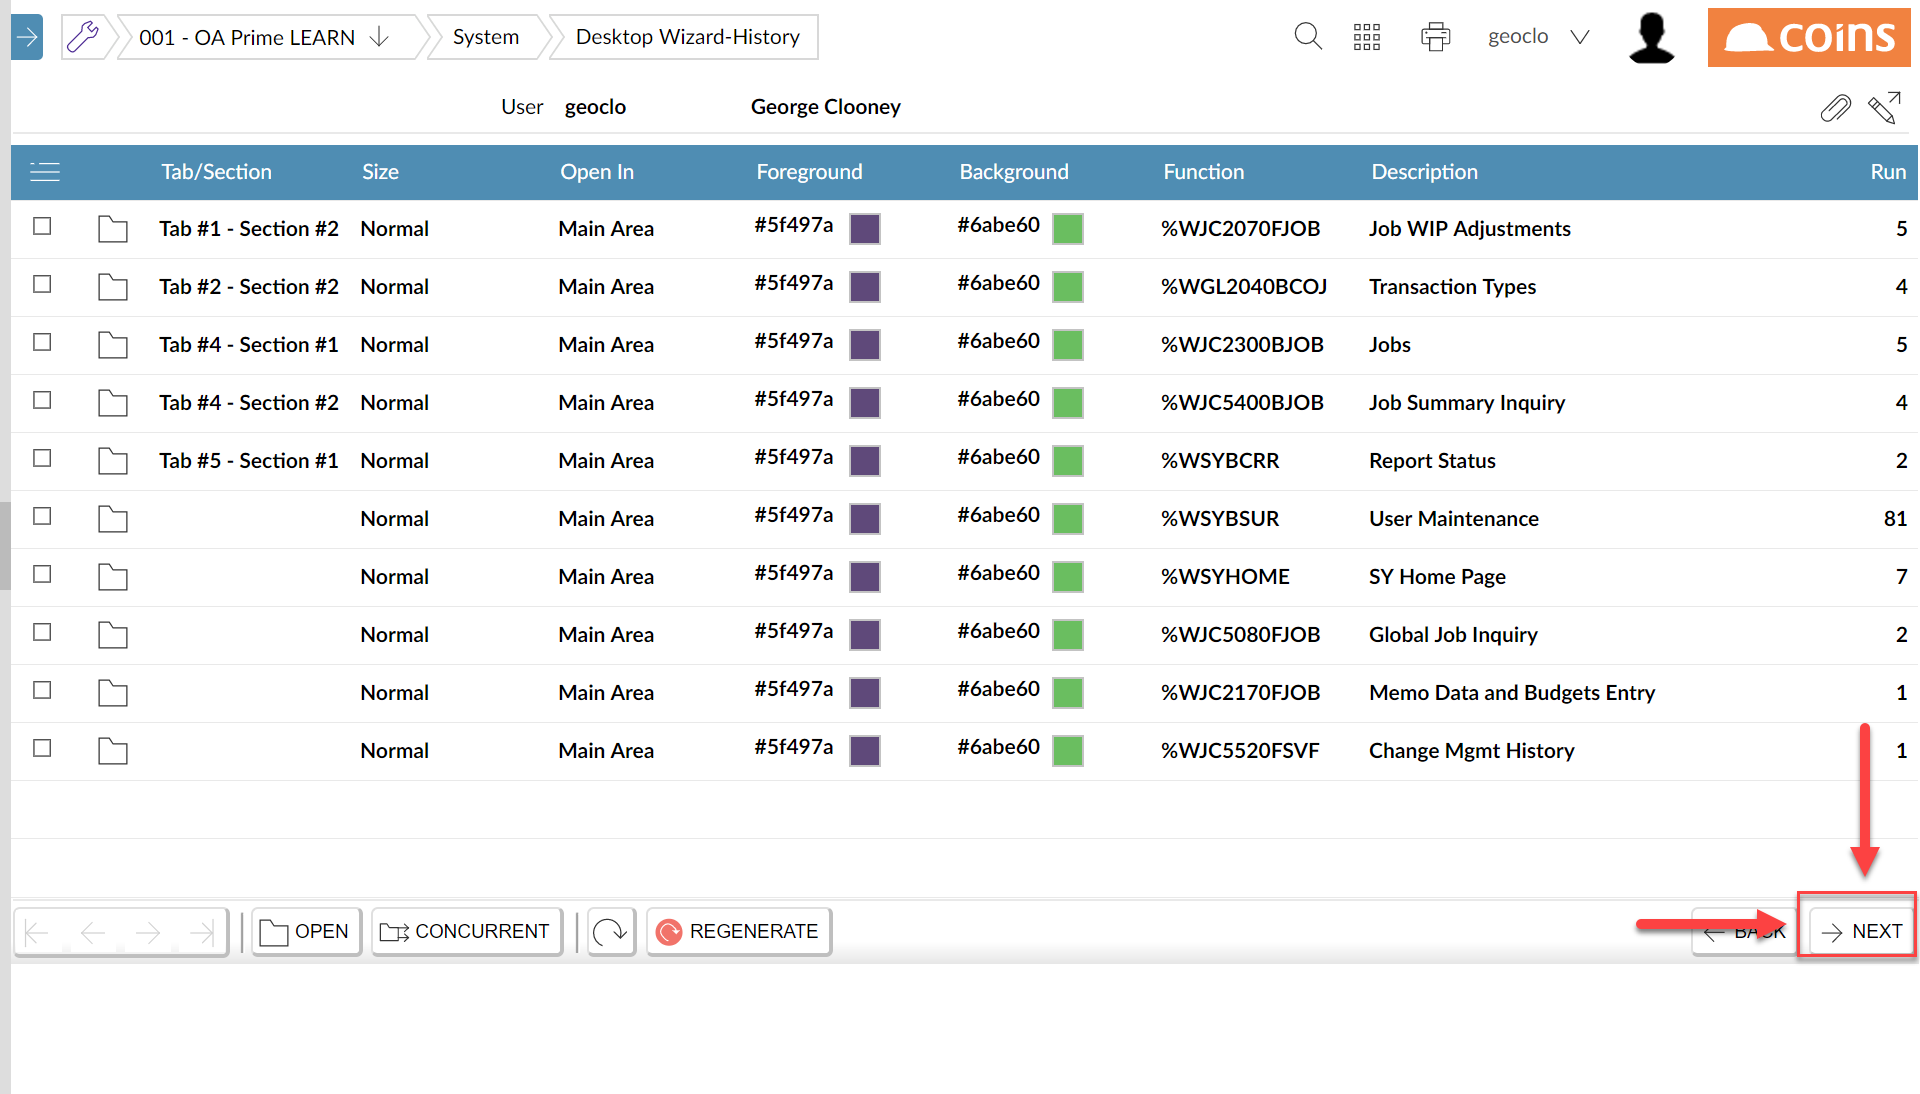 001 - OA Prime LEARN System Desktop Wizard-History geoclo coins
User geoclo George Clooney
Tab/Section Size Open In Foreground Background Function Description Run
Tab #1 - Section #2 Normal Main Area #5f497a #6abe60 %WJC2070FJOB Job WIP Adjustments 5
Tab #2 - Section #2 Normal Main Area #5f497a #6abe60 %WGL2040BCOJ Transaction Types 4
Tab #4 - Section #1 Normal Main Area #5f497a #6abe60 %WJC2300BJOB Jobs 5
Tab #4 - Section #2 Normal Main Area #5f497a #6abe60 %WJC5400BJOB Job Summary Inquiry 4
Tab #5 - Section #1 Normal Main Area #5f497a #6abe60 %WSYBCRR Report Status 2
Normal Main Area #5f497a #6abe60 %WSYBSUR User Maintenance 81
Normal Main Area #5f497a #6abe60 %WSYHOME SY Home Page 7
Normal Main Area #5f497a #6abe60 %WJC5080FJOB Global Job Inquiry 2
Normal Main Area #5f497a #6abe60 %WJC2170FJOB Memo Data and Budgets Entry 1
Normal Main Area #5f497a #6abe60 %WJC5520FSVF Change Mgmt History 1
OPEN CONCURRENT REGENERATE BACK NEXT